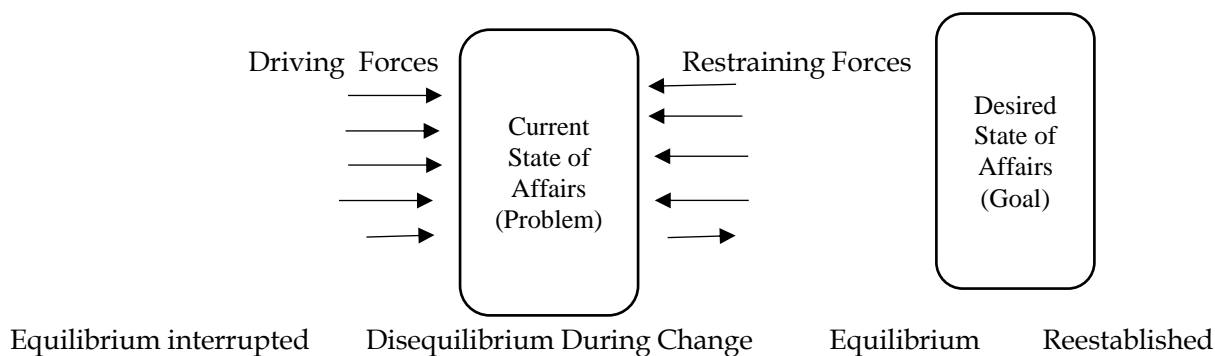 Driving Forces
Restraining Forces
Current
State of
Affairs
(Problem)
Desired
State of
Affairs
(Goal)
Equilibrium interrupted Disequilibrium During Change Equilibrium Reestablished